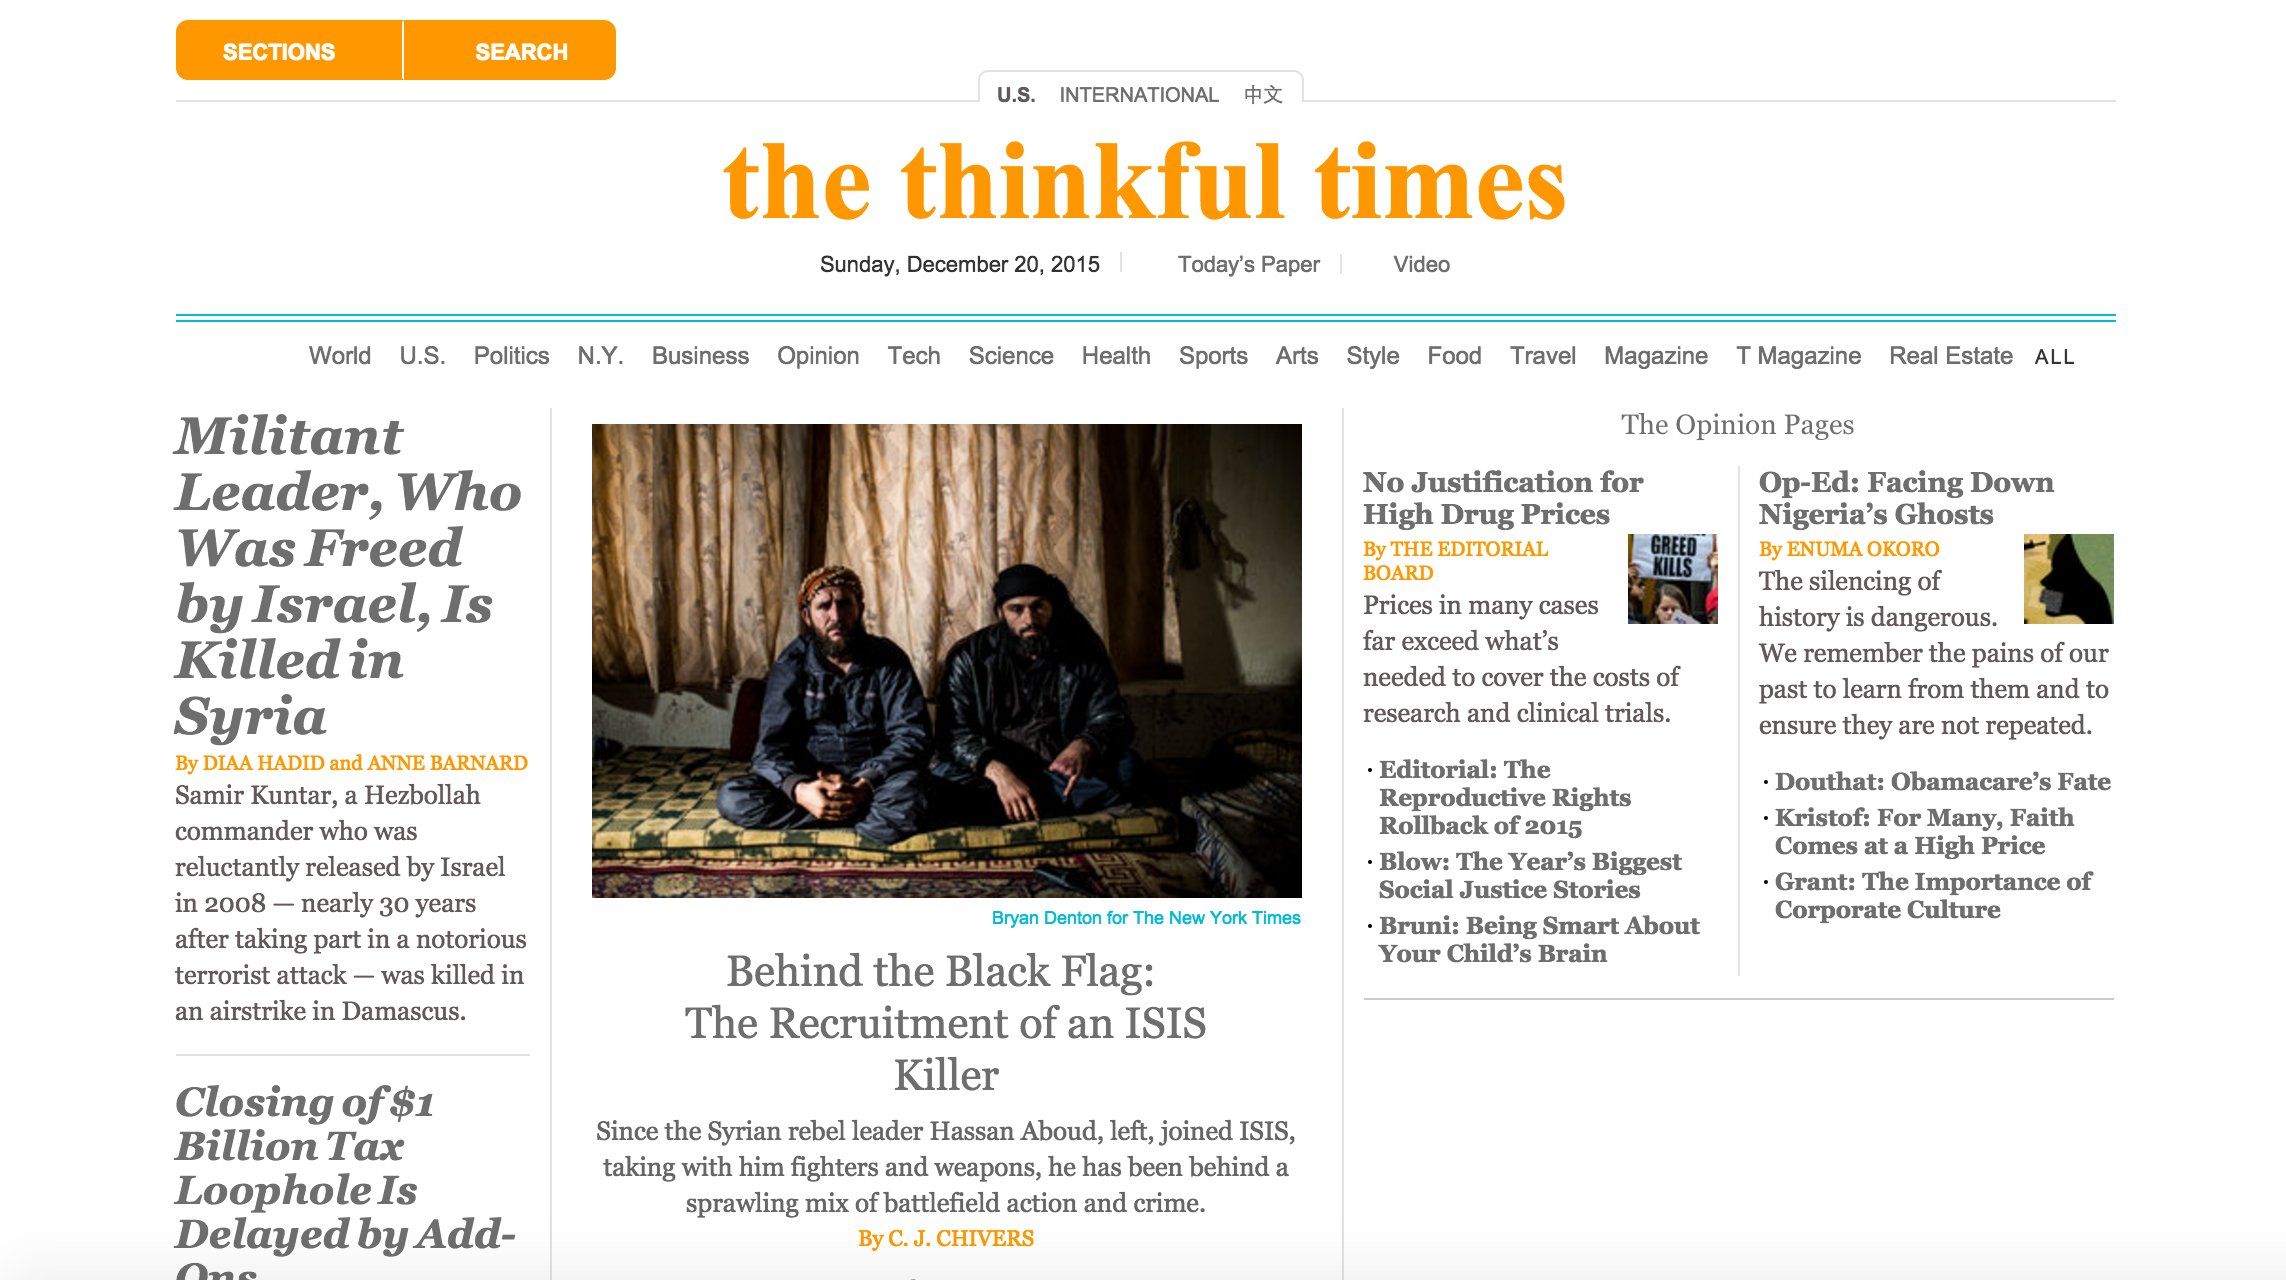 SECTIONS
SEARCH
U.S. INTERNATIONAL 中文
the thinkful times
Sunday, December 20, 2015 Today’s Paper Video
World U.S. Politics N.Y. Business Opinion Tech Science Health Sports Arts Style Food Travel Magazine T Magazine Real Estate ALL
Militant
Leader, Who
Was Freed
by Israel, Is
Killed in
Syria
By DIAA HADID and ANNE BARNARD
Samir Kuntar, a Hezbollah
commander who was
reluctantly released by Israel
in 2008 — nearly 30 years
after taking part in a notorious
terrorist attack — was killed in
an airstrike in Damascus.
Closing of $1
Billion Tax
Loophole Is
Delayed by Add-
Ons
Bryan Denton for The New York Times
Behind the Black Flag:
The Recruitment of an ISIS
Killer
Since the Syrian rebel leader Hassan Aboud, left, joined ISIS,
taking with him fighters and weapons, he has been behind a
sprawling mix of battlefield action and crime.
By C. J. CHIVERS
The Opinion Pages
No Justification for
High Drug Prices
By THE EDITORIAL
BOARD
GREED
KILLS
Prices in many cases
far exceed what’s
needed to cover the costs of
research and clinical trials.
· Editorial: The
Reproductive Rights
Rollback of 2015
· Blow: The Year’s Biggest
Social Justice Stories
· Bruni: Being Smart About
Your Child’s Brain
Op-Ed: Facing Down
Nigeria’s Ghosts
By ENUMA OKORO
The silencing of
history is dangerous.
We remember the pains of our
past to learn from them and to
ensure they are not repeated.
· Douthat: Obamacare’s Fate
· Kristof: For Many, Faith
Comes at a High Price
· Grant: The Importance of
Corporate Culture